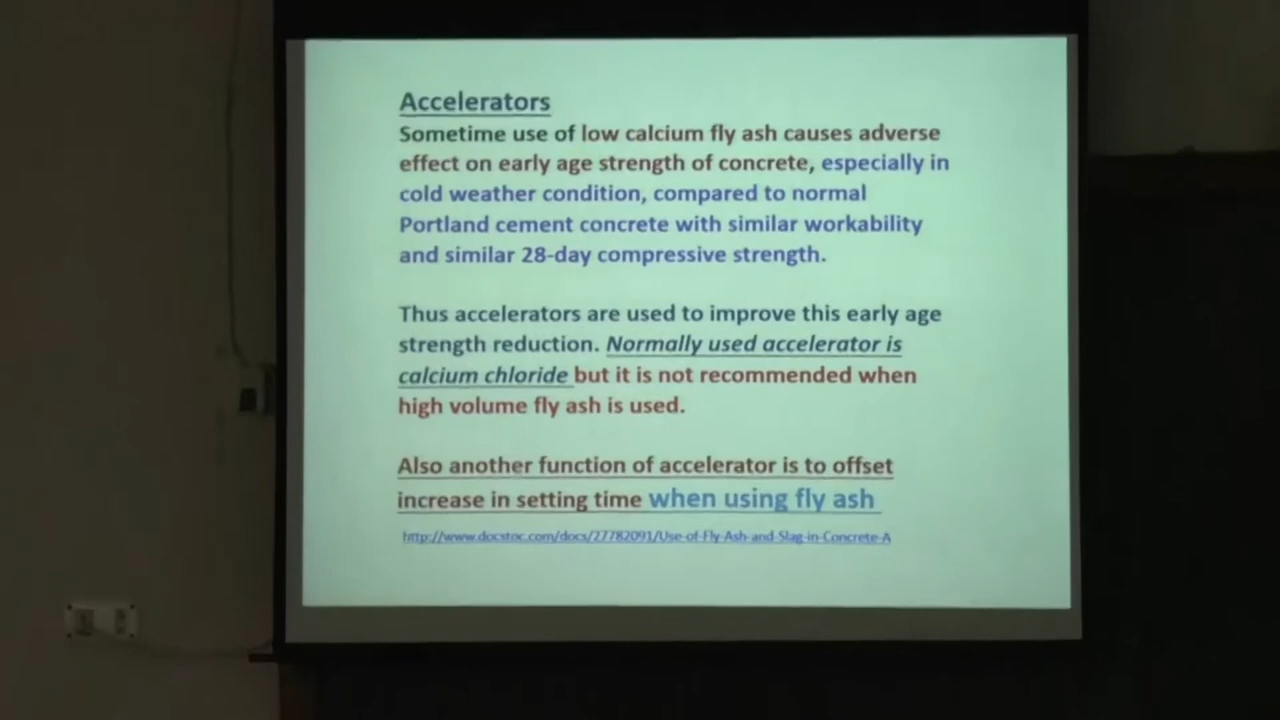 Accelerators
Sometime use of low calcium fly ash causes adverse
effect on early age strength of concrete, especially in
cold weather condition, compared to normal
Portland cement concrete with similar workability
and similar 28-day compressive strength.
Thus accelerators are used to improve this early age
strength reduction. Normally used accelerator is
calcium chloride but it is not recommended when
high volume fly ash is used.
Also another function of accelerator is to offset
increase in setting time when using fly ash
http://www.docstoc.com/docs/27782091/Use-of-Fly-Ash-and-Slag-in-Concrete-A